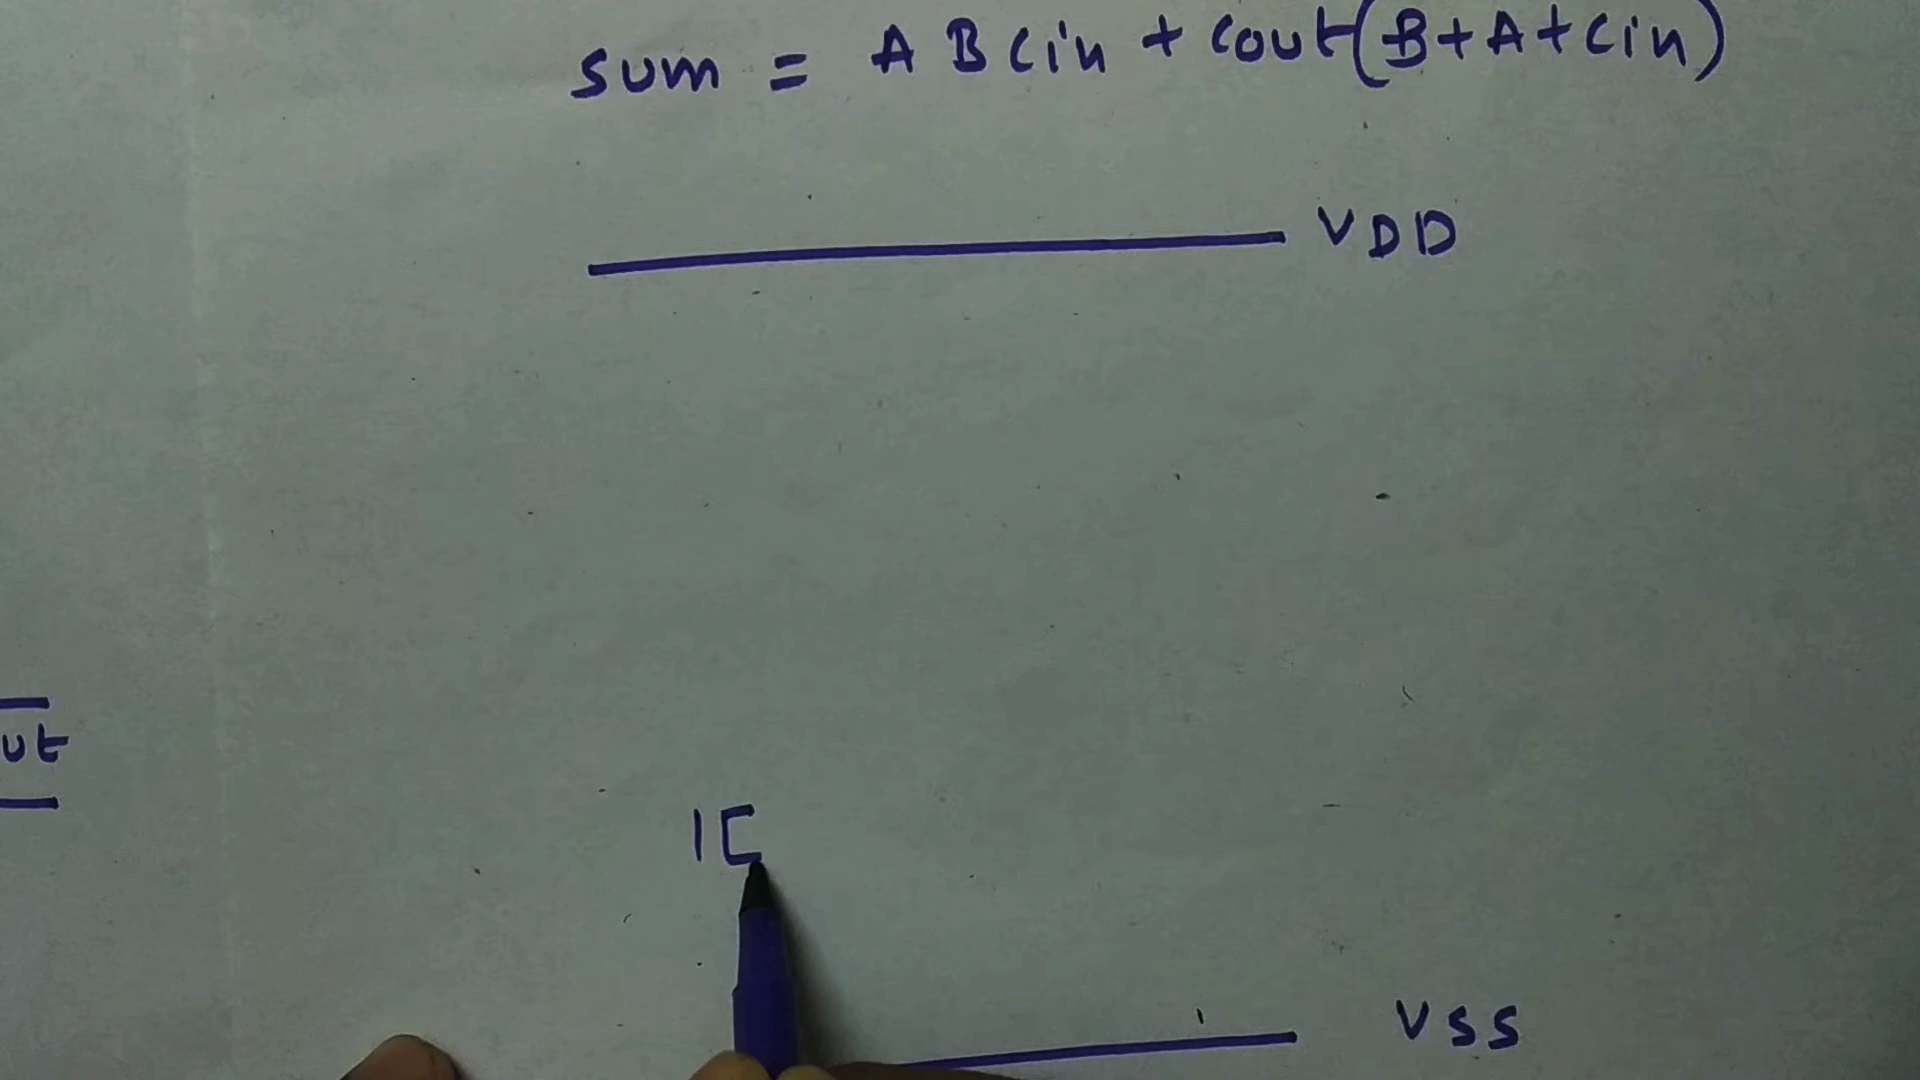 sum = A B Cin + Cout(B+A+Cin)
VDD
ut
VSS